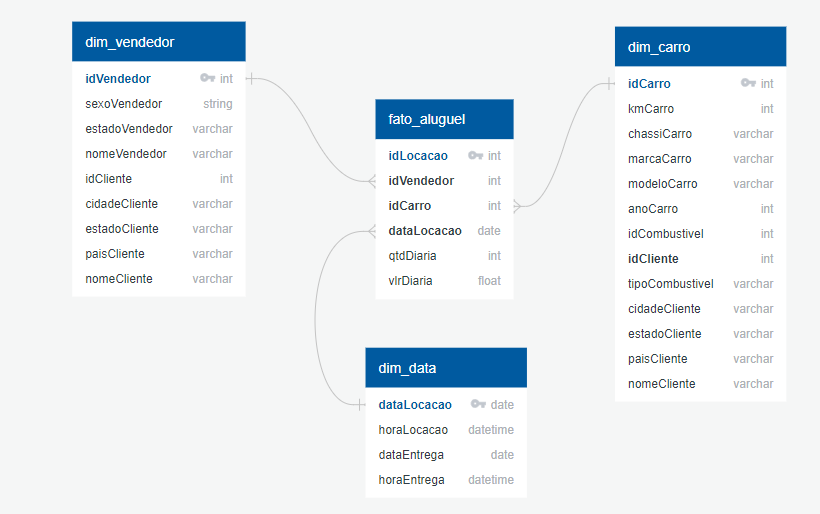 dim_vendedor
idVendedor int
sexoVendedor string
estadoVendedor varchar
nomeVendedor varchar
idCliente int
cidadeCliente varchar
estadoCliente varchar
paisCliente varchar
nomeCliente varchar
fato_aluguel
idLocacao int
idVendedor int
idCarro int
dataLocacao date
qtdDiaria int
vlrDiaria float
dim_data
dataLocacao date
horaLocacao datetime
dataEntrega date
horaEntrega datetime
dim_carro
idCarro int
kmCarro int
chassiCarro varchar
marcaCarro varchar
modeloCarro varchar
anoCarro int
idCombustivel int
idCliente int
tipoCombustivel varchar
cidadeCliente varchar
estadoCliente varchar
paisCliente varchar
nomeCliente varchar